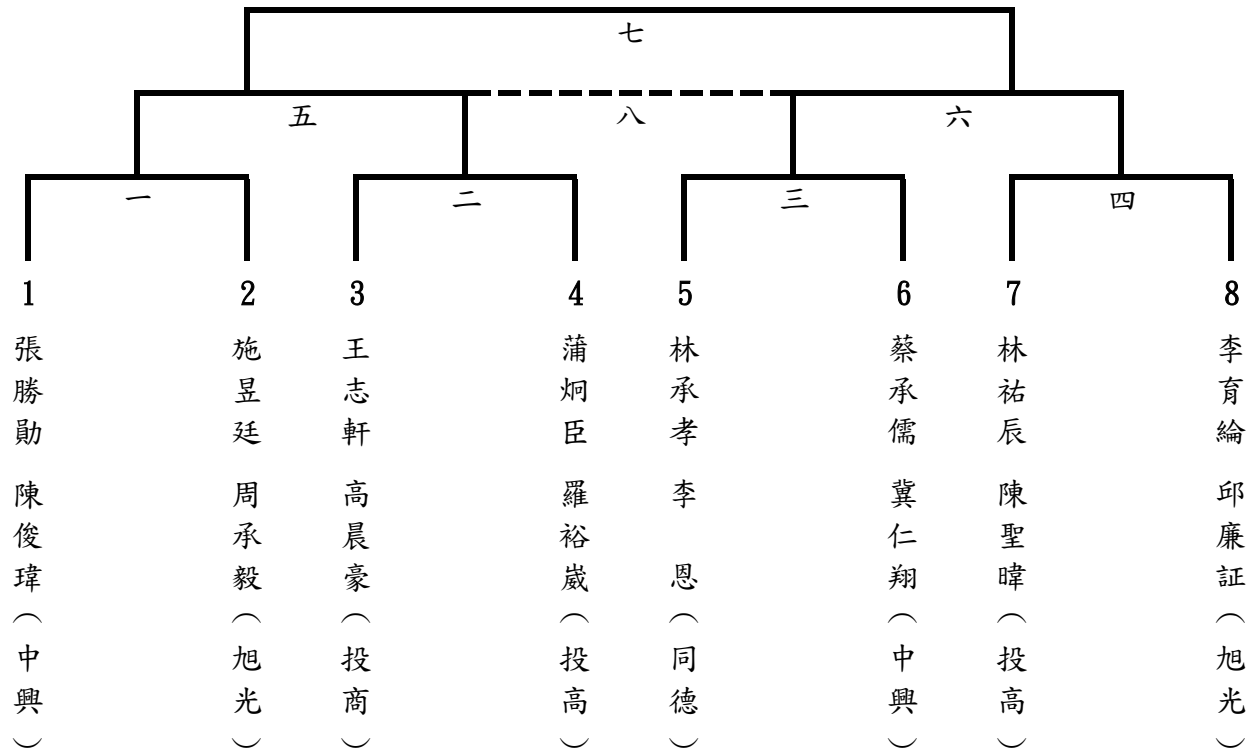 七
五
八
六
一
二
三
四
1
2
3
4
5
6
7
8
張勝勛 陳俊瑋（中興）
施昱廷 周承毅（旭光）
王志軒 高晨豪（投商）
蒲炯臣 羅裕崴（投高）
林承孝 李 恩（同德）
蔡承儒 冀仁翔（中興）
林祐辰 陳聖暐（投高）
李育綸 邱廉証（旭光）